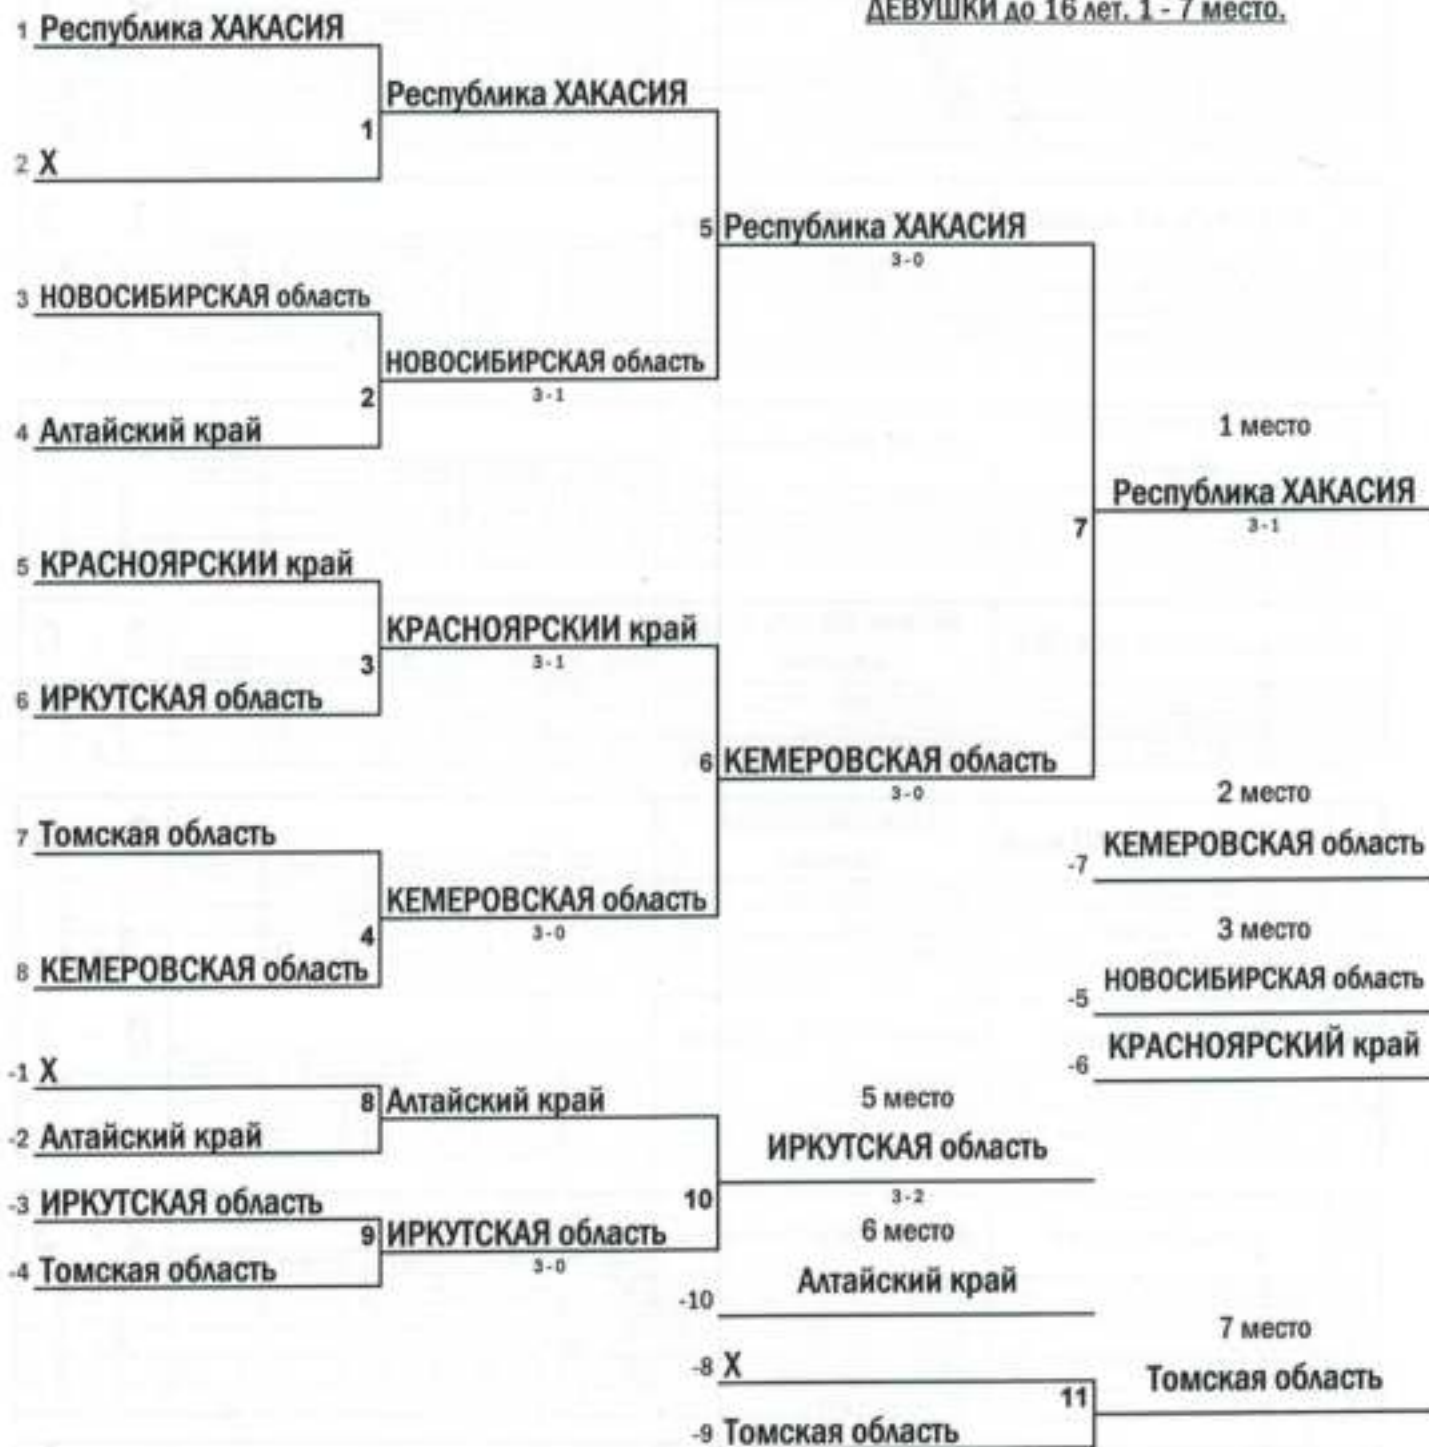 ДЕВУШКИ до 16 лет. 1 - 7 место.
1 Республика ХАКАСИЯ
Республика ХАКАСИЯ
1
2 X
5 Республика ХАКАСИЯ
3-0
3 НОВОСИБИРСКАЯ область
НОВОСИБИРСКАЯ область
3-1
2
4 Алтайский край
1 место
Республика ХАКАСИЯ
3-1
7
5 КРАСНОЯРСКИИ край
КРАСНОЯРСКИИ край
3-1
3
6 ИРКУТСКАЯ область
6 КЕМЕРОВСКАЯ область
3-0
2 место
7 Томская область
-7 КЕМЕРОВСКАЯ область
КЕМЕРОВСКАЯ область
3-0
4
3 место
8 КЕМЕРОВСКАЯ область
-5 НОВОСИБИРСКАЯ область
-6 КРАСНОЯРСКИЙ край
-1 X
8 Алтайский край
5 место
-2 Алтайский край
ИРКУТСКАЯ область
3-2
-3 ИРКУТСКАЯ область
10
9 ИРКУТСКАЯ область
3-0
6 место
-4 Томская область
Алтайский край
-10
7 место
-8 X
Томская область
11
-9 Томская область